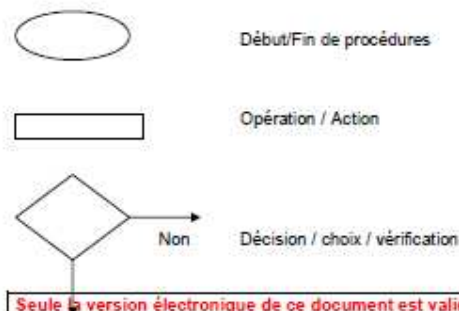 Début/Fin de procédures
Opération / Action
Non
Décision / choix / vérification
Seule la version électronique de ce document est vali